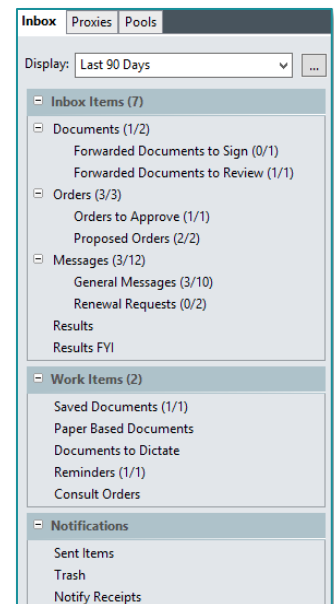 Inbox Proxies Pools
Display: Last 90 Days ...
Inbox Items (7)
Documents (1/2)
Forwarded Documents to Sign (0/1)
Forwarded Documents to Review (1/1)
Orders (3/3)
Orders to Approve (1/1)
Proposed Orders (2/2)
Messages (3/12)
General Messages (3/10)
Renewal Requests (0/2)
Results
Results FYI
Work Items (2)
Saved Documents (1/1)
Paper Based Documents
Documents to Dictate
Reminders (1/1)
Consult Orders
Notifications
Sent Items
Trash
Notify Receipts